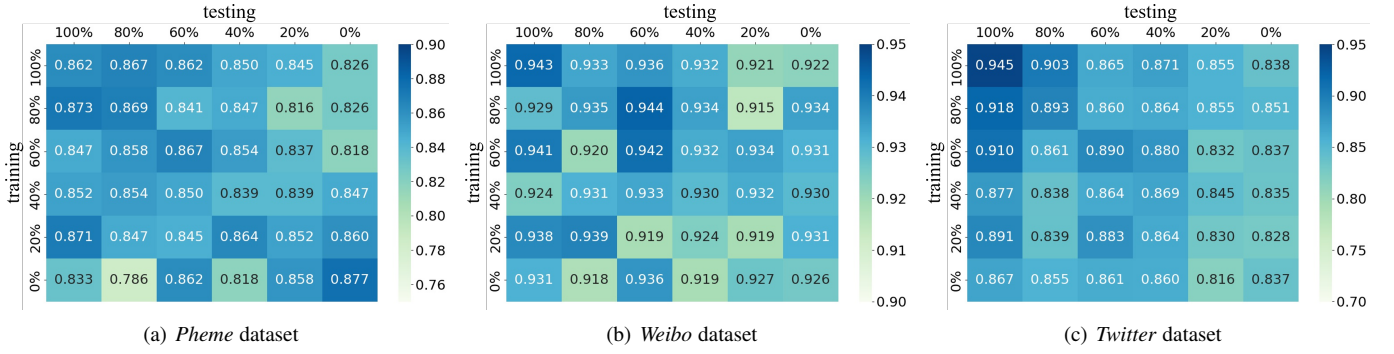 testing
100% 80% 60% 40% 20% 0%
training
100% 0.862 0.867 0.862 0.850 0.845 0.826
80% 0.873 0.869 0.841 0.847 0.816 0.826
60% 0.847 0.858 0.867 0.854 0.837 0.818
40% 0.852 0.854 0.850 0.839 0.839 0.847
20% 0.871 0.847 0.845 0.864 0.852 0.860
0% 0.833 0.786 0.862 0.818 0.858 0.877
0.90
0.88
0.86
0.84
0.82
0.80
0.78
0.76
(a) Pheme dataset
testing
100% 80% 60% 40% 20% 0%
training
100% 0.943 0.933 0.936 0.932 0.921 0.922
80% 0.929 0.935 0.944 0.934 0.915 0.934
60% 0.941 0.920 0.942 0.932 0.934 0.931
40% 0.924 0.931 0.933 0.930 0.932 0.930
20% 0.938 0.939 0.919 0.924 0.919 0.931
0% 0.931 0.918 0.936 0.919 0.927 0.926
0.95
0.94
0.93
0.92
0.91
0.90
(b) Weibo dataset
testing
100% 80% 60% 40% 20% 0%
training
100% 0.945 0.903 0.865 0.871 0.855 0.838
80% 0.918 0.893 0.860 0.864 0.855 0.851
60% 0.910 0.861 0.890 0.880 0.832 0.837
40% 0.877 0.838 0.864 0.869 0.845 0.835
20% 0.891 0.839 0.883 0.864 0.830 0.828
0% 0.867 0.855 0.861 0.860 0.816 0.837
0.95
0.90
0.85
0.80
0.75
0.70
(c) Twitter dataset